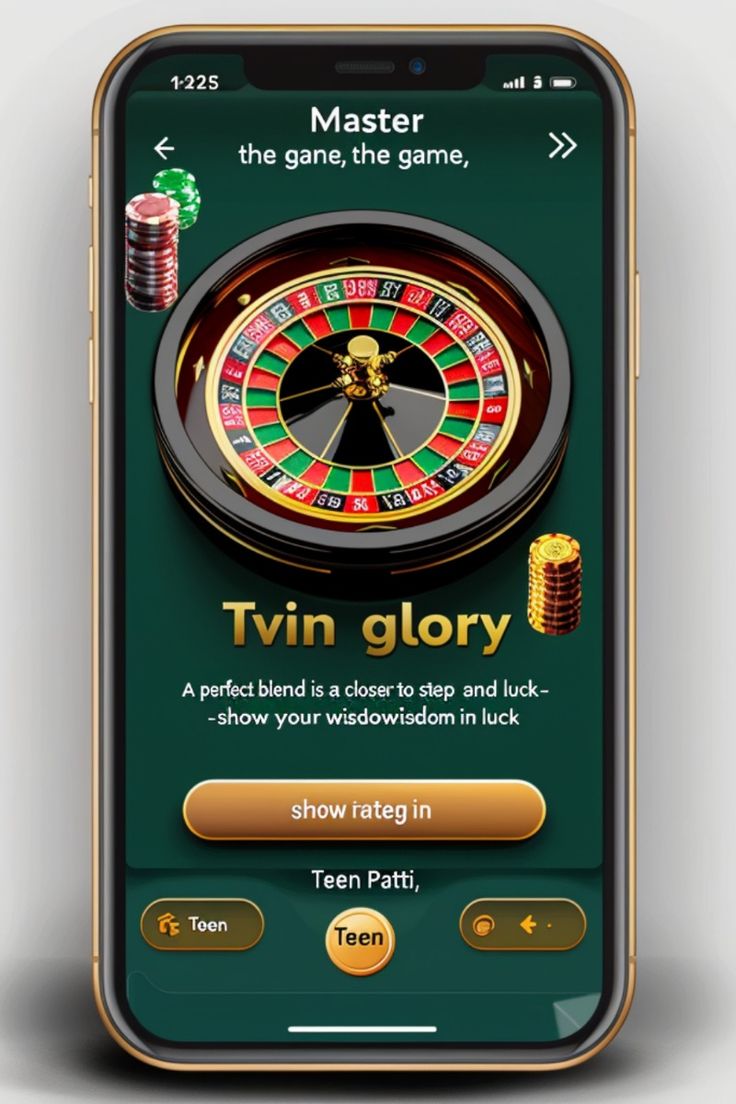 1:22S
Master
the gane, the game,
Tvin glory
A perfect blend is a closer to step and luck-
-show your wisdowisdom in luck
show rateg in
Teen Patti,
Teen
Teen